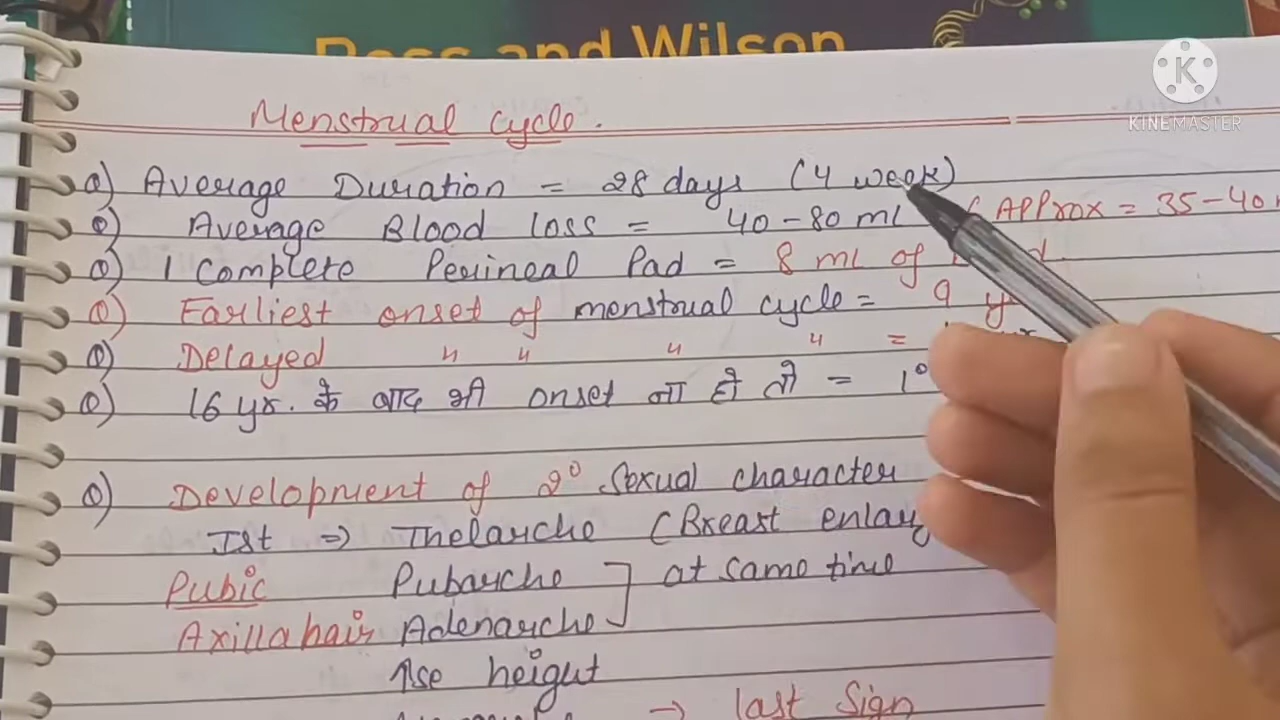 Ross and Wilson
KINEMASTER
Menstrual cycle.
Average Duration = 28 days (4 week)
Average Blood loss = 40-80 ml (Approx = 35-40
1 Complete Perineal Pad = 8 ml of
Earliest onset of menstrual cycle = 9 y
Delayed " " " " =
16 yr. के बाद भी onset ना हो तो = 1°
Development of 2° Sexual character
Ist => Thelarche (Breast enlar
Pubic Pubarche ] at same time
Axilla hair Adenarche
↑se height
→ last Sign